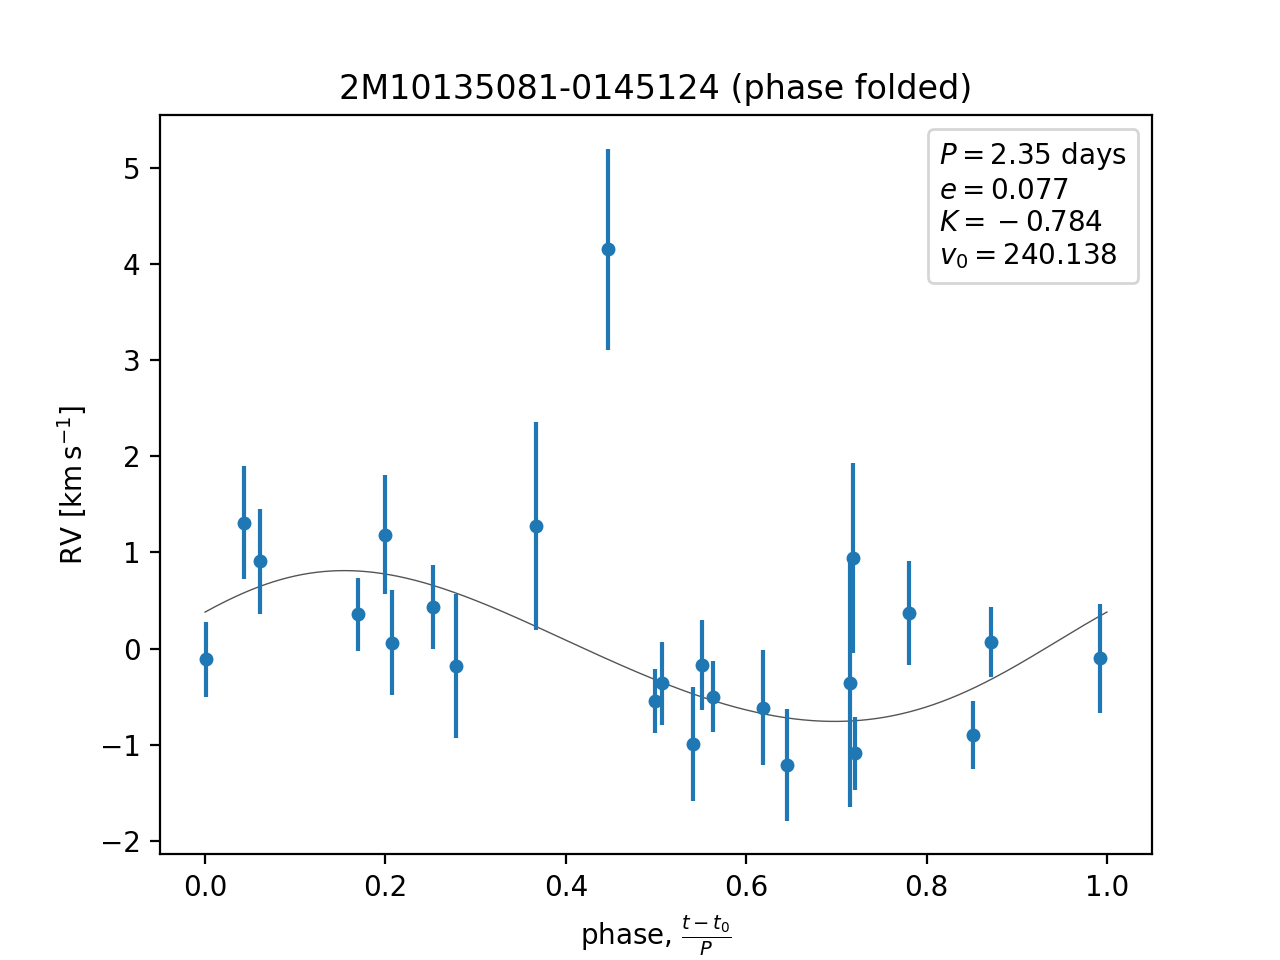 2M10135081-0145124 (phase folded)
P = 2.35 days
e = 0.077
K = −0.784
v₀ = 240.138
5
4
3
2
1
0
−1
−2
RV [km s⁻¹]
0.0 0.2 0.4 0.6 0.8 1.0
phase, (t − t₀)/P